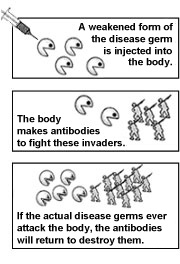 A weakened form of
the disease germ
is injected into
the body.
The body
makes antibodies
to fight these invaders.
If the actual disease germs ever
attack the body, the antibodies
will return to destroy them.